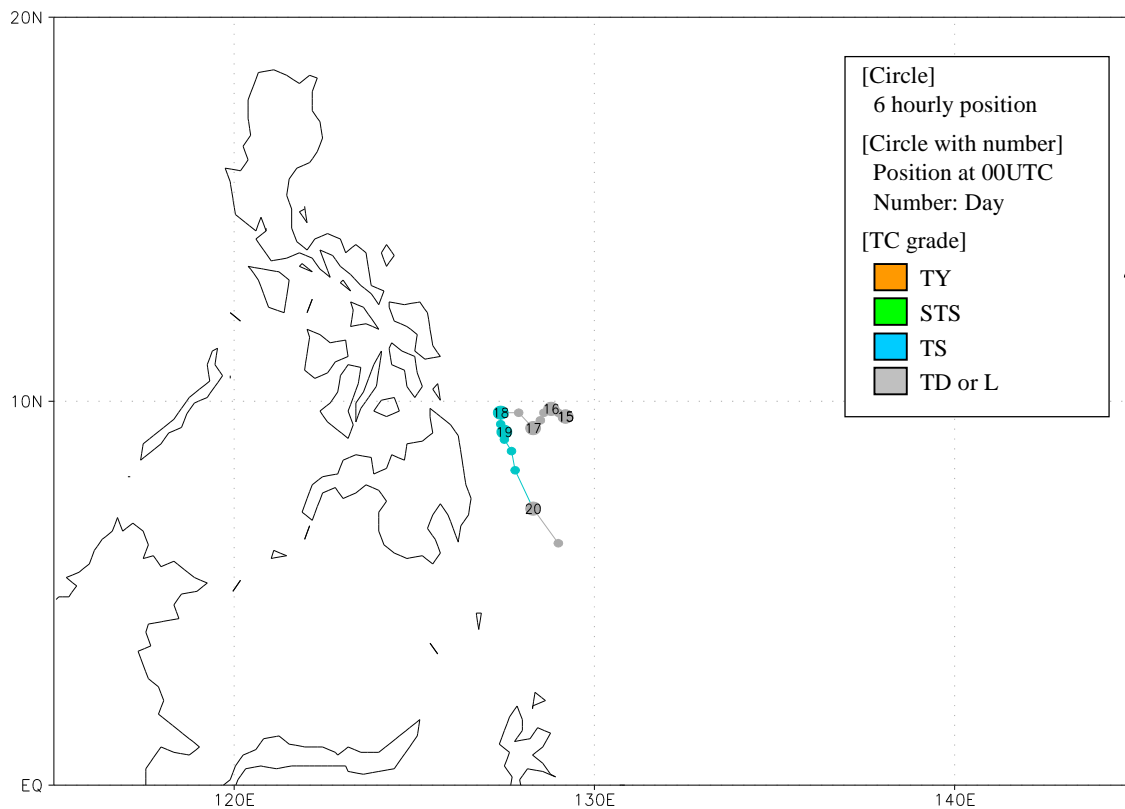 20N
[Circle]
6 hourly position
[Circle with number]
Position at 00UTC
Number: Day
[TC grade]
TY
STS
TS
TD or L
10N
18
16
15
17
19
20
EQ
120E
130E
140E